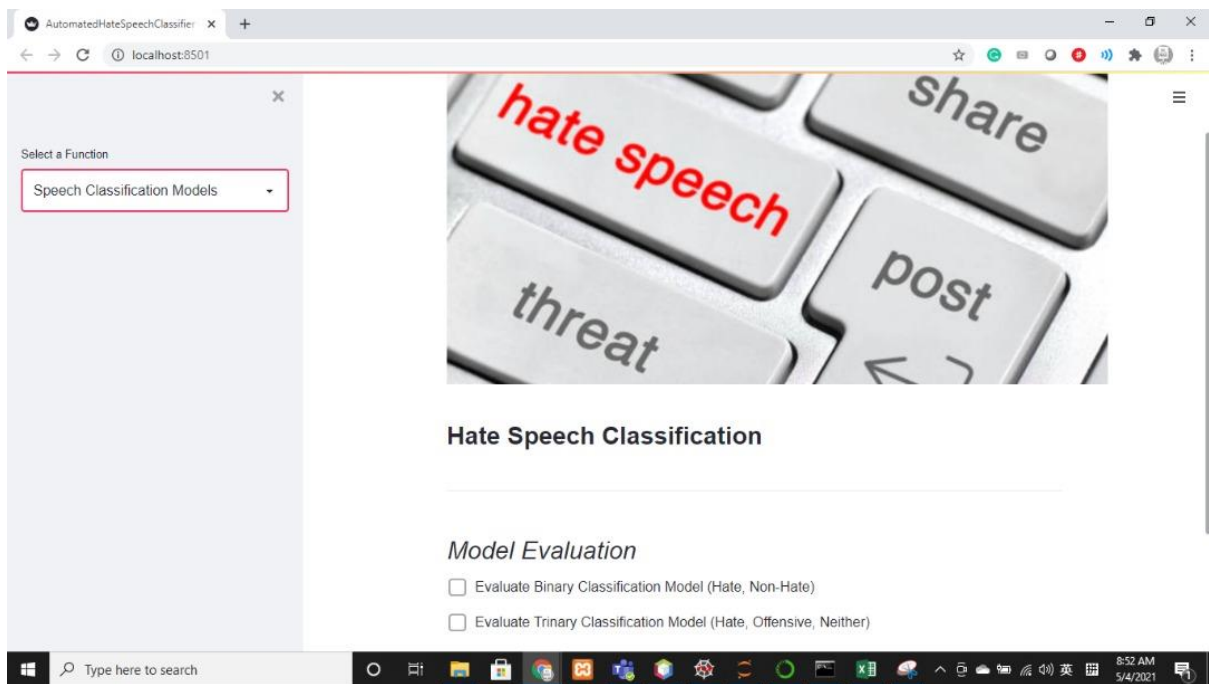 AutomatedHateSpeechClassifier
localhost:8501
Select a Function
Speech Classification Models
hate speech
share
threat
post
Hate Speech Classification
Model Evaluation
Evaluate Binary Classification Model (Hate, Non-Hate)
Evaluate Trinary Classification Model (Hate, Offensive, Neither)
Type here to search
英
8:52 AM
5/4/2021